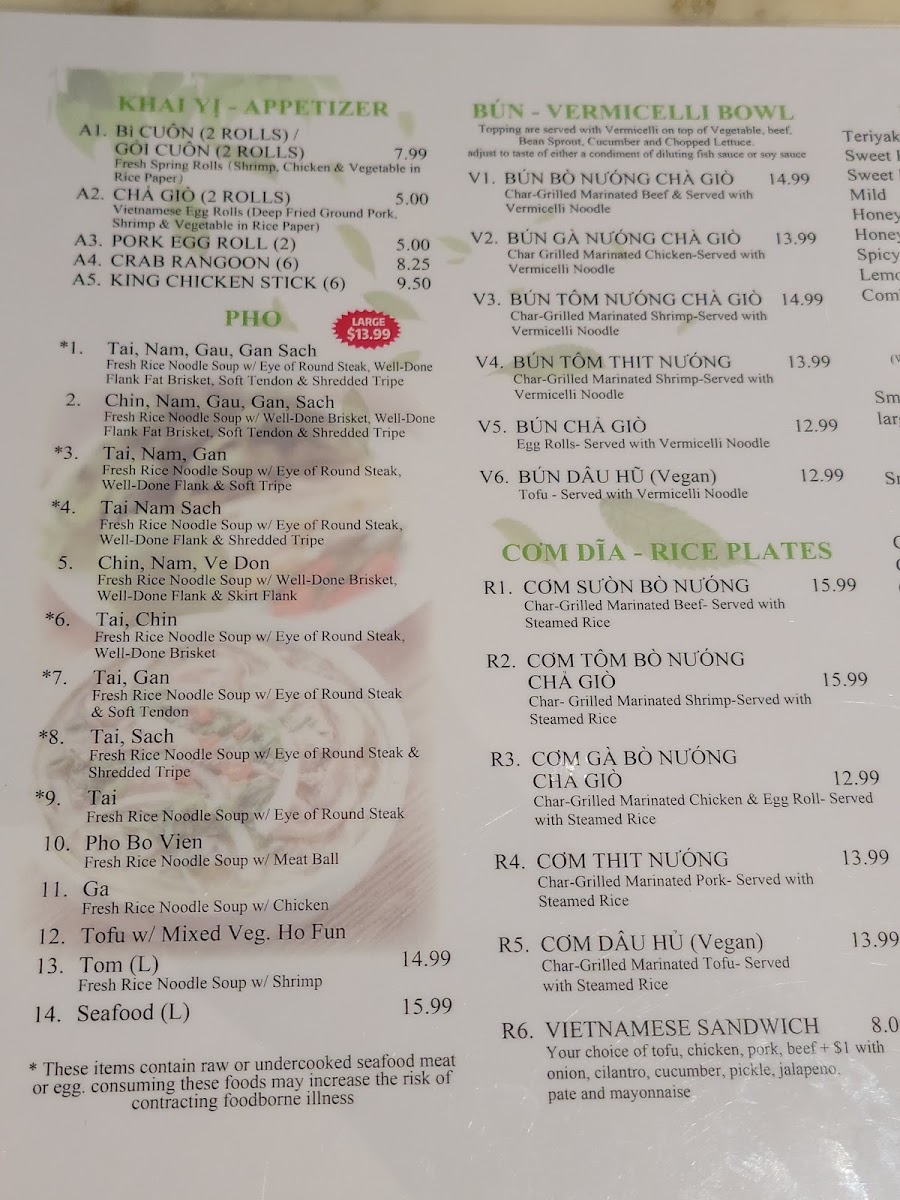 KHAI YỊ - APPETIZER
A1. Bì CUÔN (2 ROLLS) /
GÒI CUÔN (2 ROLLS) 7.99
Fresh Spring Rolls (Shrimp, Chicken & Vegetable in
Rice Paper)
A2. CHẢ GIÒ (2 ROLLS) 5.00
Vietnamese Egg Rolls (Deep Fried Ground Pork,
Shrimp & Vegetable in Rice Paper)
A3. PORK EGG ROLL (2) 5.00
A4. CRAB RANGOON (6) 8.25
A5. KING CHICKEN STICK (6) 9.50
PHO
LARGE
$13.99
*1. Tai, Nam, Gau, Gan Sach
Fresh Rice Noodle Soup w/ Eye of Round Steak, Well-Done
Flank Fat Brisket, Soft Tendon & Shredded Tripe
2. Chin, Nam, Gau, Gan, Sach
Fresh Rice Noodle Soup w/ Well-Done Brisket, Well-Done
Flank Fat Brisket, Soft Tendon & Shredded Tripe
*3. Tai, Nam, Gan
Fresh Rice Noodle Soup w/ Eye of Round Steak,
Well-Done Flank & Soft Tripe
*4. Tai Nam Sach
Fresh Rice Noodle Soup w/ Eye of Round Steak,
Well-Done Flank & Shredded Tripe
5. Chin, Nam, Ve Don
Fresh Rice Noodle Soup w/ Well-Done Brisket,
Well-Done Flank & Skirt Flank
*6. Tai, Chin
Fresh Rice Noodle Soup w/ Eye of Round Steak,
Well-Done Brisket
*7. Tai, Gan
Fresh Rice Noodle Soup w/ Eye of Round Steak
& Soft Tendon
*8. Tai, Sach
Fresh Rice Noodle Soup w/ Eye of Round Steak &
Shredded Tripe
*9. Tai
Fresh Rice Noodle Soup w/ Eye of Round Steak
10. Pho Bo Vien
Fresh Rice Noodle Soup w/ Meat Ball
11. Ga
Fresh Rice Noodle Soup w/ Chicken
12. Tofu w/ Mixed Veg. Ho Fun
13. Tom (L) 14.99
Fresh Rice Noodle Soup w/ Shrimp
14. Seafood (L) 15.99
* These items contain raw or undercooked seafood meat
or egg. consuming these foods may increase the risk of
contracting foodborne illness
BÚN - VERMICELLI BOWL
Topping are served with Vermicelli on top of Vegetable, beef,
Bean Sprout, Cucumber and Chopped Lettuce.
adjust to taste of either a condiment of diluting fish sauce or soy sauce
V1. BÚN BÒ NƯỚNG CHÀ GIÒ 14.99
Char-Grilled Marinated Beef & Served with
Vermicelli Noodle
V2. BÚN GÀ NƯỚNG CHẢ GIÒ 13.99
Char Grilled Marinated Chicken-Served with
Vermicelli Noodle
V3. BÚN TÔM NƯỚNG CHẢ GIÒ 14.99
Char-Grilled Marinated Shrimp-Served with
Vermicelli Noodle
V4. BÚN TÔM THIT NƯỚNG 13.99
Char-Grilled Marinated Shrimp-Served with
Vermicelli Noodle
V5. BÚN CHẢ GIÒ 12.99
Egg Rolls- Served with Vermicelli Noodle
V6. BÚN DÂU HŨ (Vegan) 12.99
Tofu - Served with Vermicelli Noodle
CƠM DĨA - RICE PLATES
R1. CƠM SƯỜN BÒ NƯỚNG 15.99
Char-Grilled Marinated Beef- Served with
Steamed Rice
R2. CƠM TÔM BÒ NƯỚNG
CHẢ GIÒ 15.99
Char- Grilled Marinated Shrimp-Served with
Steamed Rice
R3. CƠM GÀ BÒ NƯỚNG
CHẢ GIÒ 12.99
Char-Grilled Marinated Chicken & Egg Roll- Served
with Steamed Rice
R4. CƠM THIT NƯỚNG 13.99
Char-Grilled Marinated Pork- Served with
Steamed Rice
R5. CƠM DÂU HỦ (Vegan) 13.99
Char-Grilled Marinated Tofu- Served
with Steamed Rice
R6. VIETNAMESE SANDWICH 8.0
Your choice of tofu, chicken, pork, beef + $1 with
onion, cilantro, cucumber, pickle, jalapeno,
pate and mayonnaise
Teriyak
Sweet
Sweet
Mild
Honey
Honey
Spicy
Lemo
Com
Sm
lar